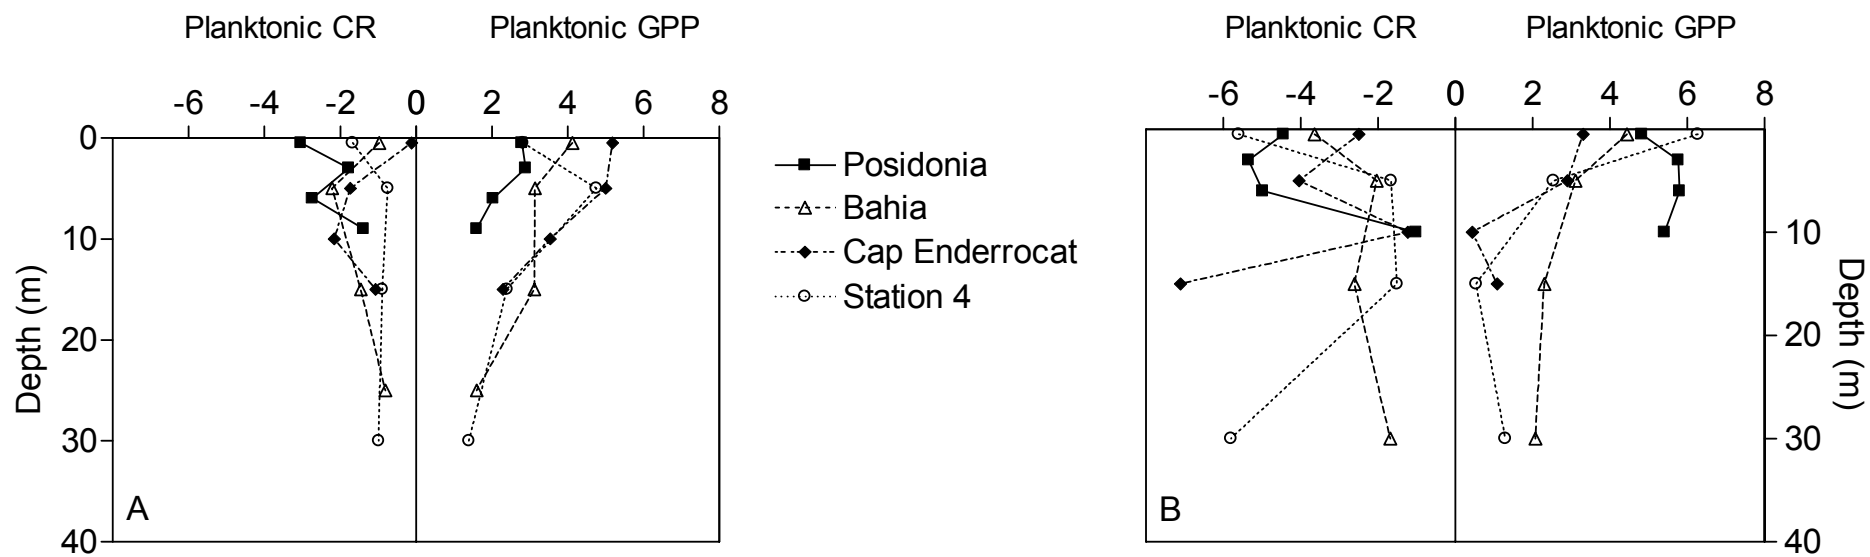 Planktonic CR Planktonic GPP
-6 -4 -2 0 2 4 6 8
0
10
20
30
40
Depth (m)
A
Posidonia
Bahia
Cap Enderrocat
Station 4
Planktonic CR Planktonic GPP
-6 -4 -2 0 2 4 6 8
10
20
30
40
Depth (m)
B